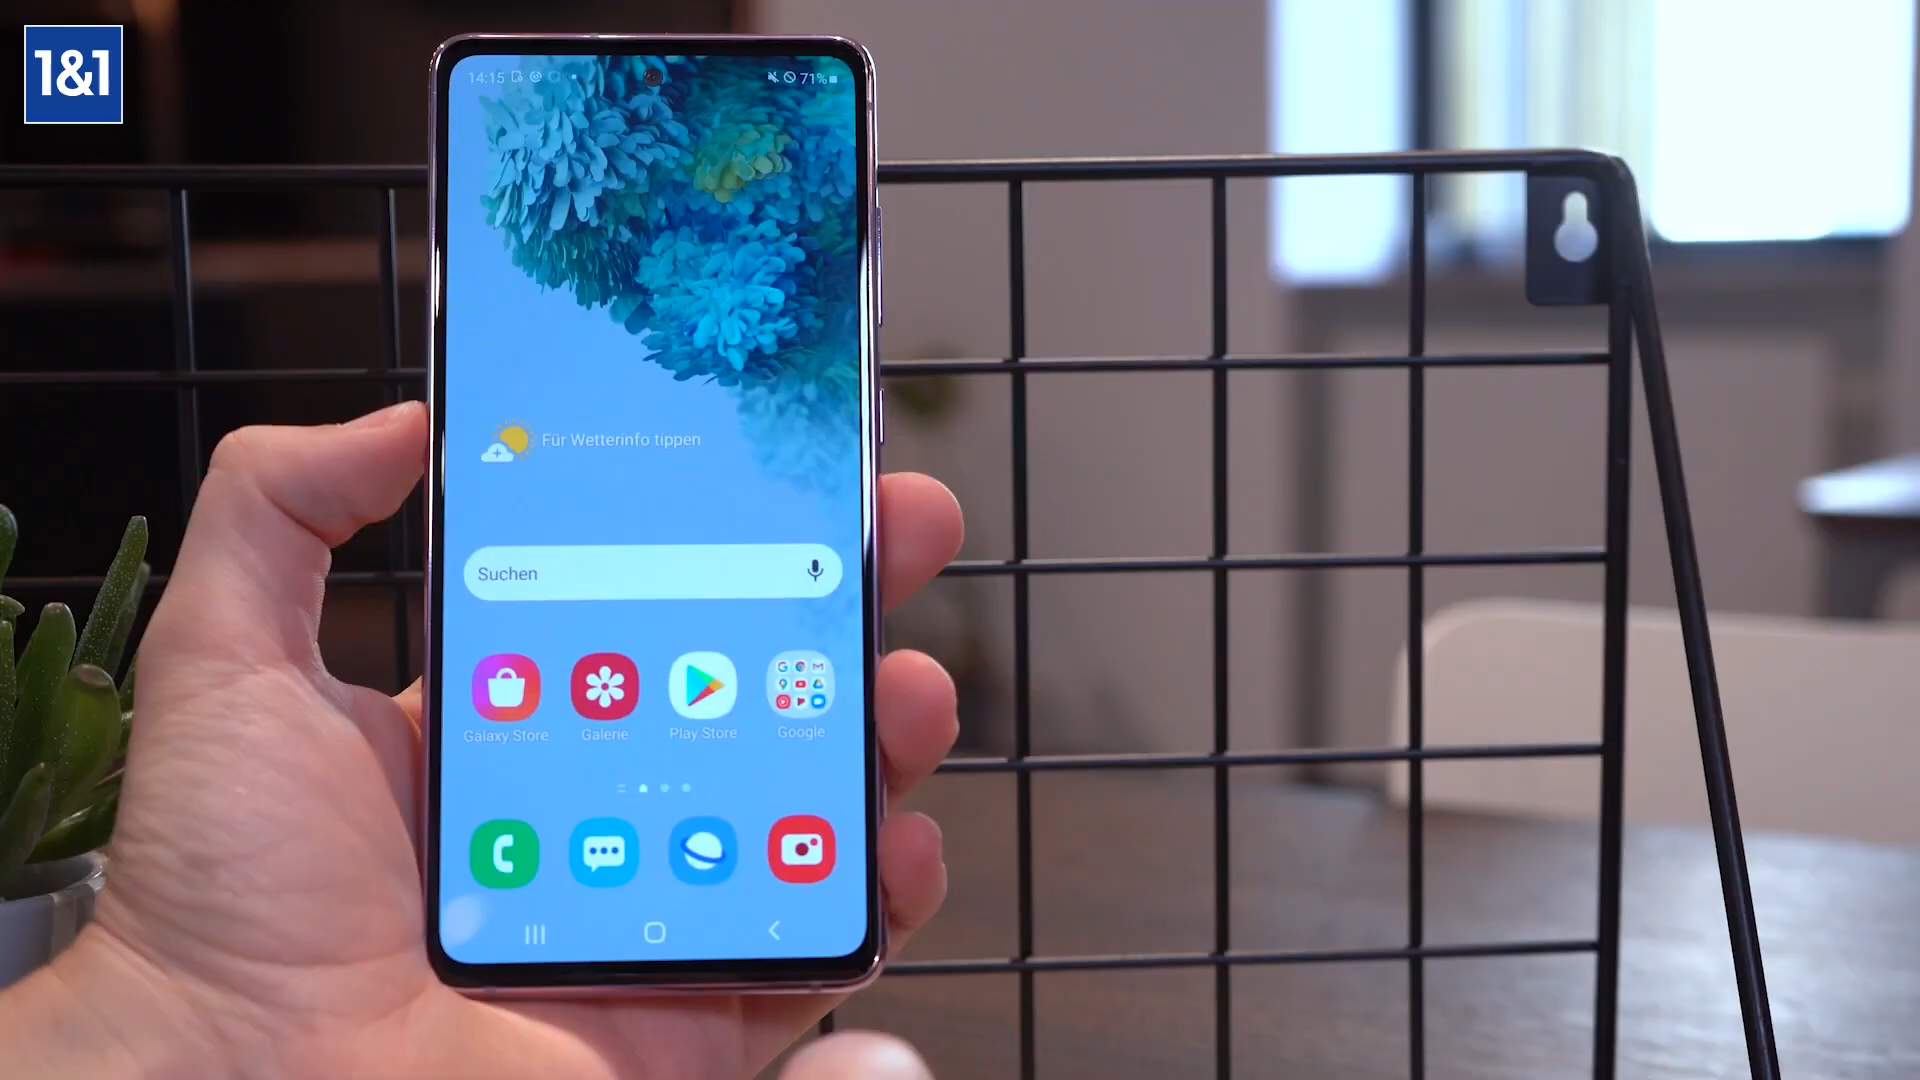 1&1
14:15
71%
Für Wetterinfo tippen
Suchen
Galaxy Store
Galerie
Play Store
Google